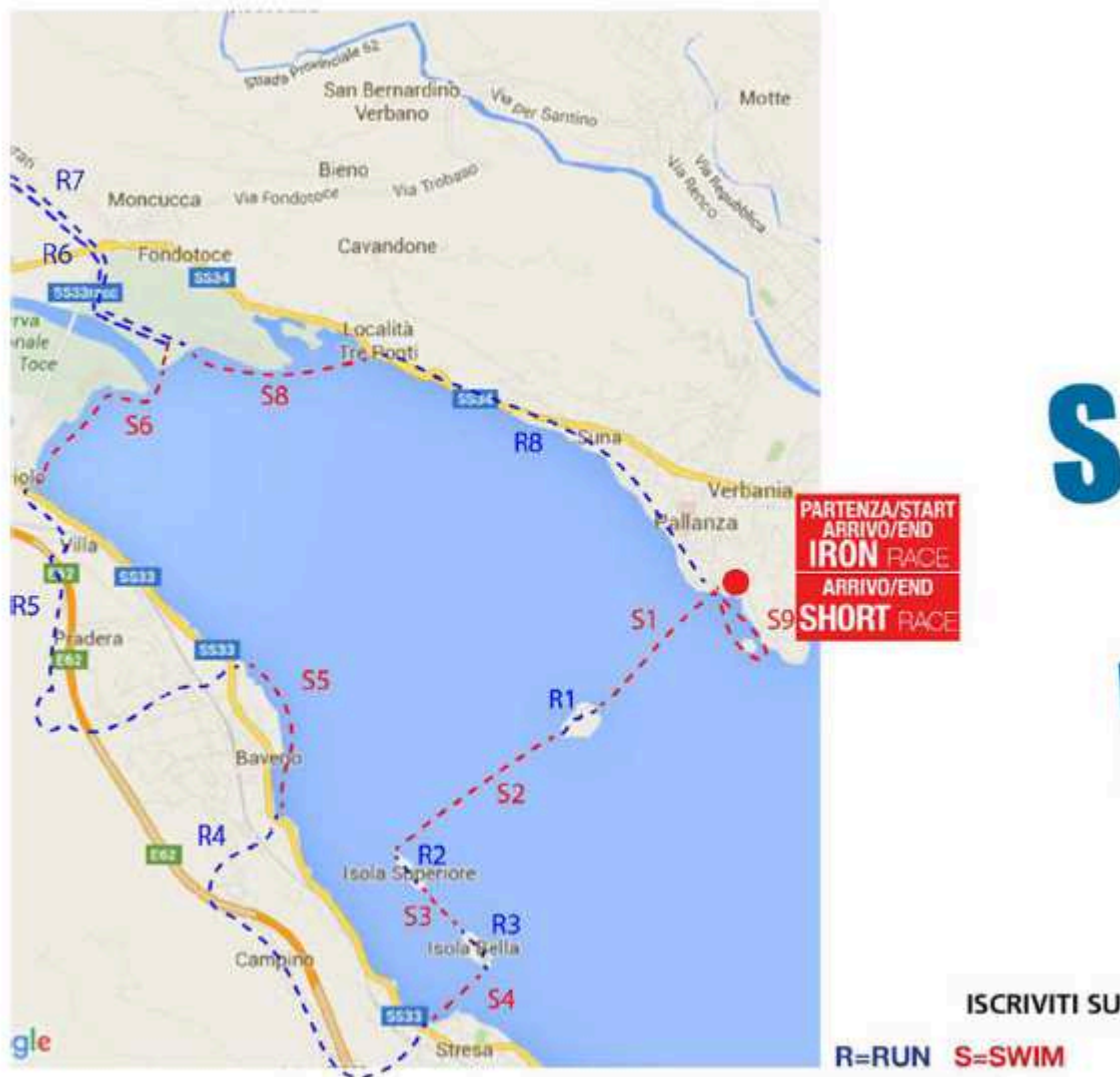 Strada Provinciale 62
San Bernardino
Verbano
Via per Santino
Motte
Via Renco
Via Repubblica
Bieno
Via Trobaso
R7
Moncucca
Via Fondotoce
R6
Fondotoce
Cavandone
SS34
Località
Tre Ponti
Toce
S8
SS34
S6
R8
Suna
Verbania
Pallanza
PARTENZA/START
ARRIVO/END
IRON RACE
ARRIVO/END
SHORT RACE
Villa
E62
SS33
R5
S1
S9
Pradera
E62
SS33
S5
R1
Baveno
S2
R4
E62
R2
Isola Superiore
S3
R3
Isola Bella
Campino
S4
SS33
Stresa
gle
S
ISCRIVITI SU
R=RUN S=SWIM